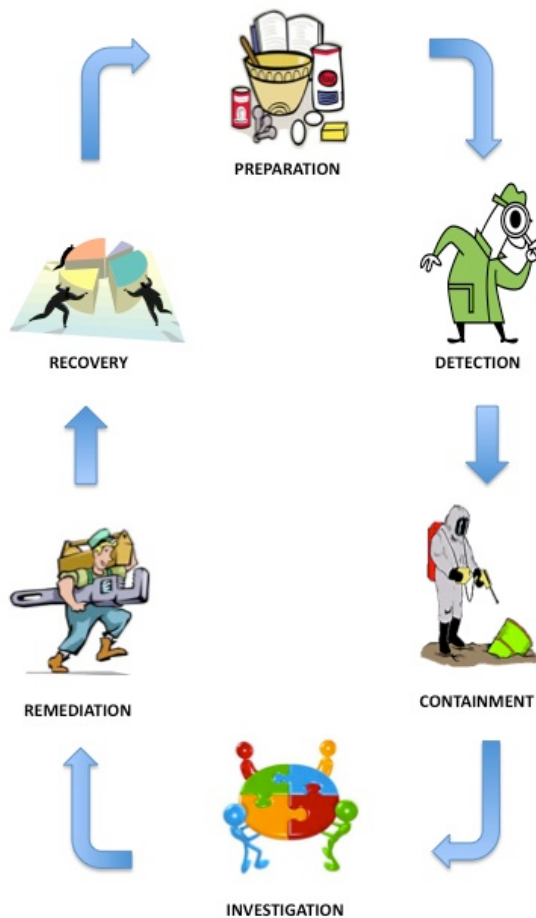 PREPARATION
DETECTION
CONTAINMENT
INVESTIGATION
REMEDIATION
RECOVERY